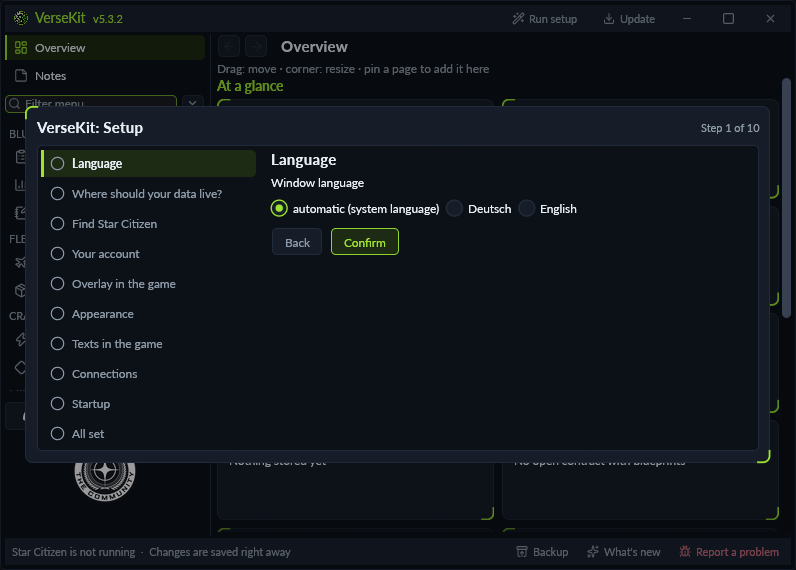 VerseKit v5.3.2
Run setup
Update
Overview
Notes
Filter menu
Overview
Drag: move · corner: resize · pin a page to add it here
At a glance
VerseKit: Setup
Step 1 of 10
Language
Where should your data live?
Find Star Citizen
Your account
Overlay in the game
Appearance
Texts in the game
Connections
Startup
All set
Language
Window language
automatic (system language) Deutsch English
Back Confirm
Nothing stored yet
No open contract with blueprints
THE COMMUNITY
Star Citizen is not running · Changes are saved right away
Backup
What's new
Report a problem